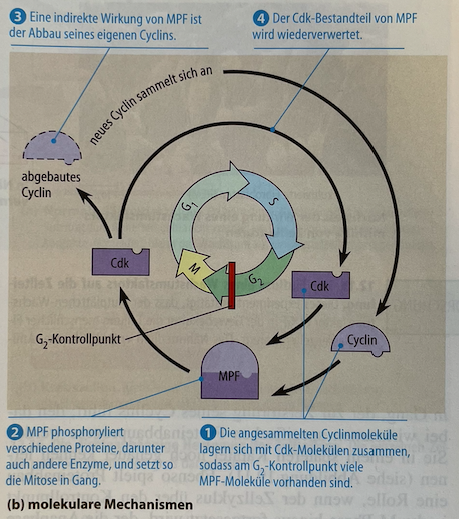 3 Eine indirekte Wirkung von MPF ist
der Abbau seines eigenen Cyclins.
4 Der Cdk-Bestandteil von MPF
wird wiederverwertet.
neues Cyclin sammelt sich an
abgebautes
Cyclin
G₁
S
G₂
M
Cdk
Cdk
G₂-Kontrollpunkt
Cyclin
MPF
2 MPF phosphoryliert
verschiedene Proteine, darunter
auch andere Enzyme, und setzt so
die Mitose in Gang.
1 Die angesammelten Cyclinmoleküle
lagern sich mit Cdk-Molekülen zusammen,
sodass am G₂-Kontrollpunkt viele
MPF-Moleküle vorhanden sind.
(b) molekulare Mechanismen